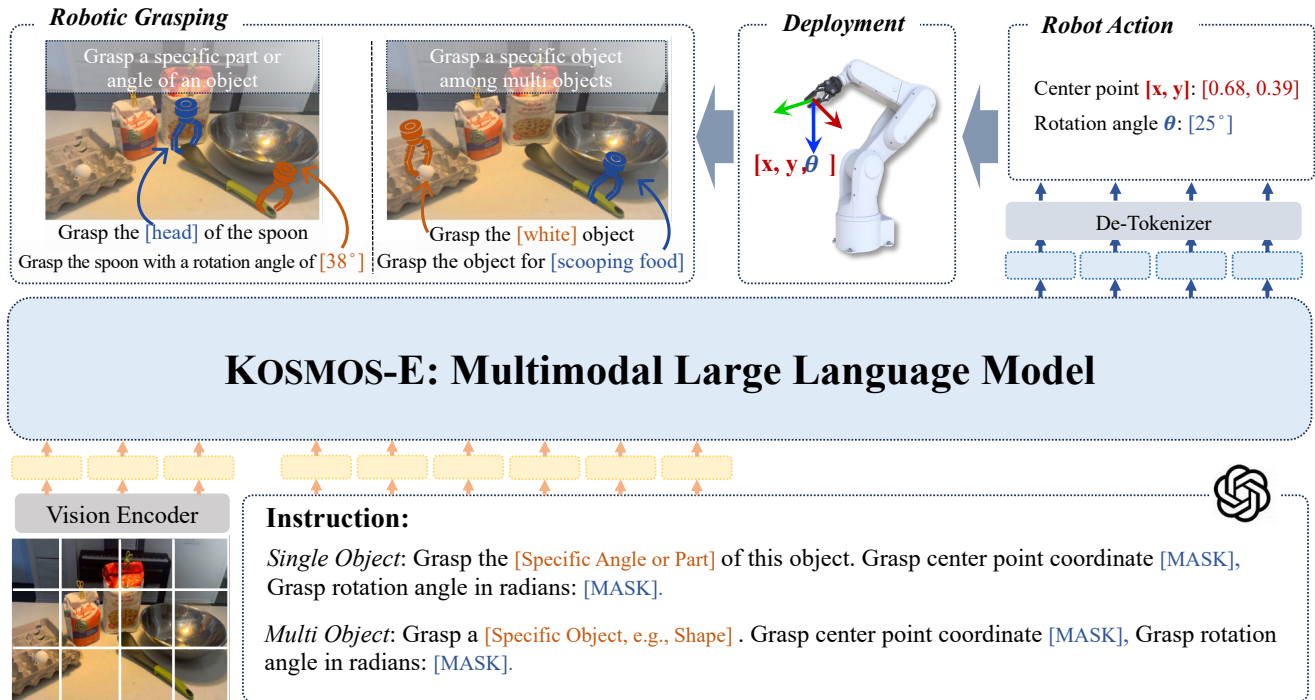 Robotic Grasping
Grasp a specific part or
angle of an object
Grasp a specific object
among multi objects
Grasp the [head] of the spoon
Grasp the spoon with a rotation angle of [38°]
Grasp the [white] object
Grasp the object for [scooping food]
Deployment
[x, y, θ ]
Robot Action
Center point [x, y]: [0.68, 0.39]
Rotation angle θ: [25°]
De-Tokenizer
KOSMOS-E: Multimodal Large Language Model
Vision Encoder
Instruction:
Single Object: Grasp the [Specific Angle or Part] of this object. Grasp center point coordinate [MASK],
Grasp rotation angle in radians: [MASK].
Multi Object: Grasp a [Specific Object, e.g., Shape] . Grasp center point coordinate [MASK], Grasp rotation
angle in radians: [MASK].